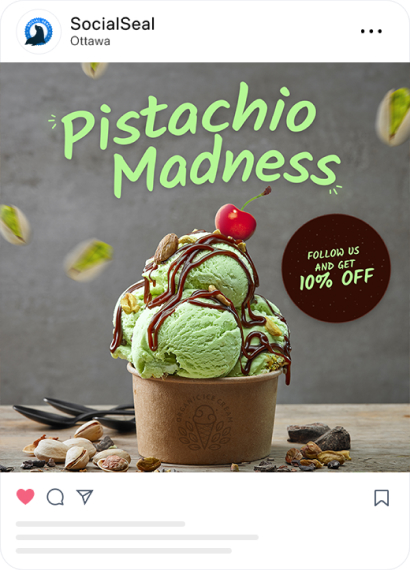 SocialSeal
Ottawa
Pistachio
Madness
FOLLOW US
AND GET
10% OFF